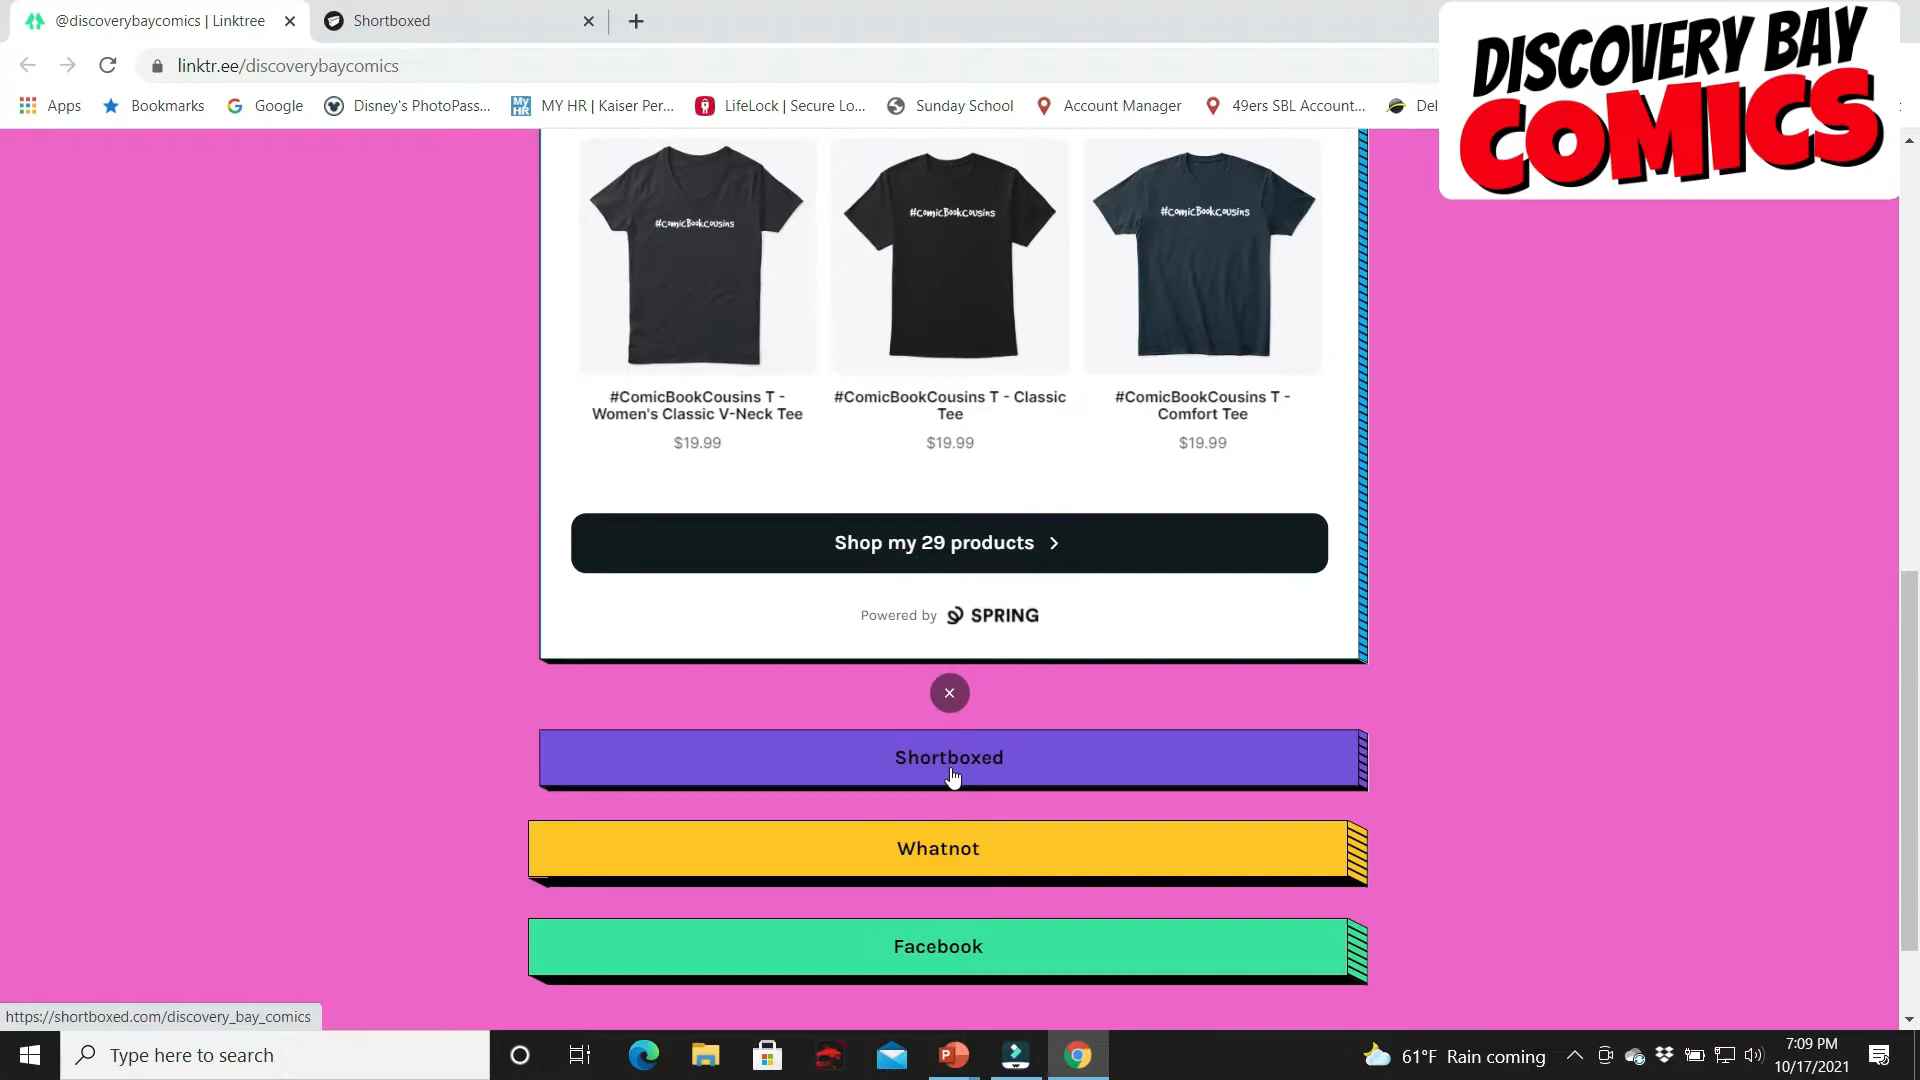 @discoverybaycomics | Linktree
Shortboxed
linktr.ee/discoverybaycomics
Apps
Bookmarks
Google
Disney's PhotoPass...
My HR
MY HR | Kaiser Per...
LifeLock | Secure Lo...
Sunday School
Account Manager
49ers SBL Account...
Del
DISCOVERY BAY
COMICS
#ComicBookCousins
#ComicBookCousins
#ComicBookCousins
#ComicBookCousins T -
Women's Classic V-Neck Tee
$19.99
#ComicBookCousins T - Classic
Tee
$19.99
#ComicBookCousins T -
Comfort Tee
$19.99
Shop my 29 products
Powered by SPRING
Shortboxed
Whatnot
Facebook
https://shortboxed.com/discovery_bay_comics
Type here to search
61°F Rain coming
7:09 PM
10/17/2021